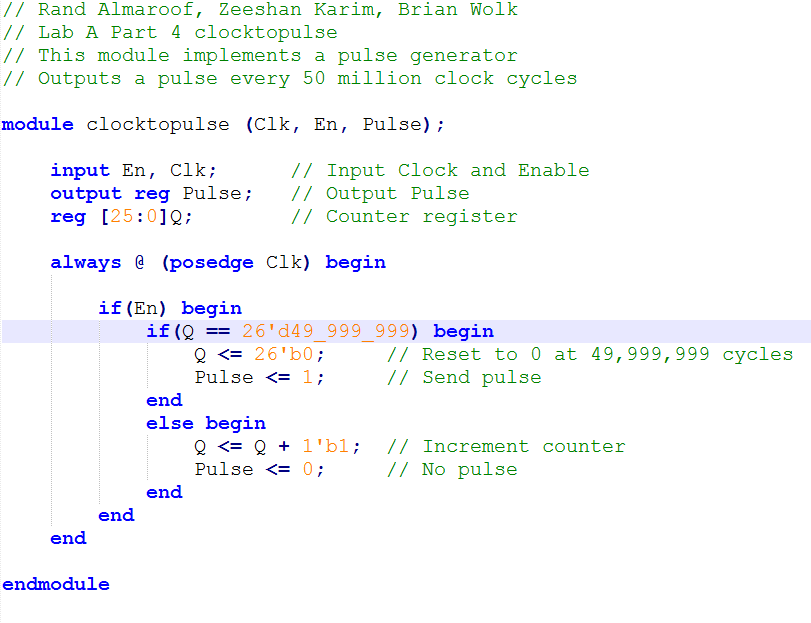 // Rand Almaroof, Zeeshan Karim, Brian Wolk
// Lab A Part 4 clocktopulse
// This module implements a pulse generator
// Outputs a pulse every 50 million clock cycles
module clocktopulse (Clk, En, Pulse);
input En, Clk; // Input Clock and Enable
output reg Pulse; // Output Pulse
reg [25:0]Q; // Counter register
always @ (posedge Clk) begin
if(En) begin
if(Q == 26'd49_999_999) begin
Q <= 26'b0; // Reset to 0 at 49,999,999 cycles
Pulse <= 1; // Send pulse
end
else begin
Q <= Q + 1'b1; // Increment counter
Pulse <= 0; // No pulse
end
end
end
endmodule